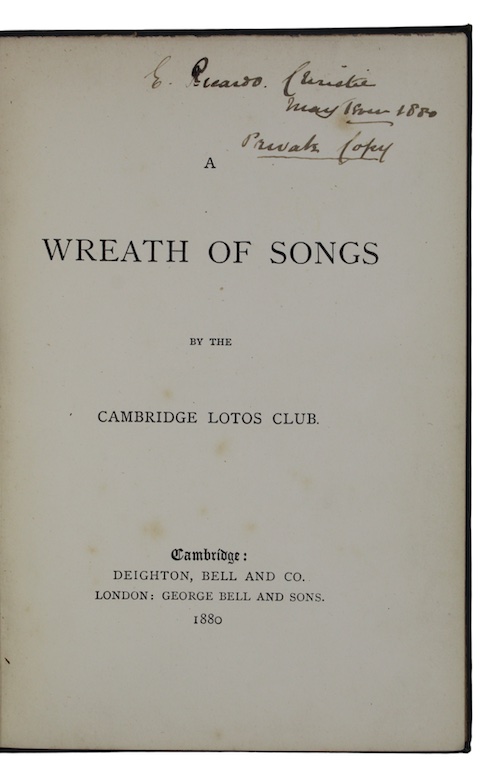 E. Ricardo. Christie
May 1880
Private Copy
A
WREATH OF SONGS
BY THE
CAMBRIDGE LOTOS CLUB.
Cambridge:
DEIGHTON, BELL AND CO.
LONDON: GEORGE BELL AND SONS.
1880